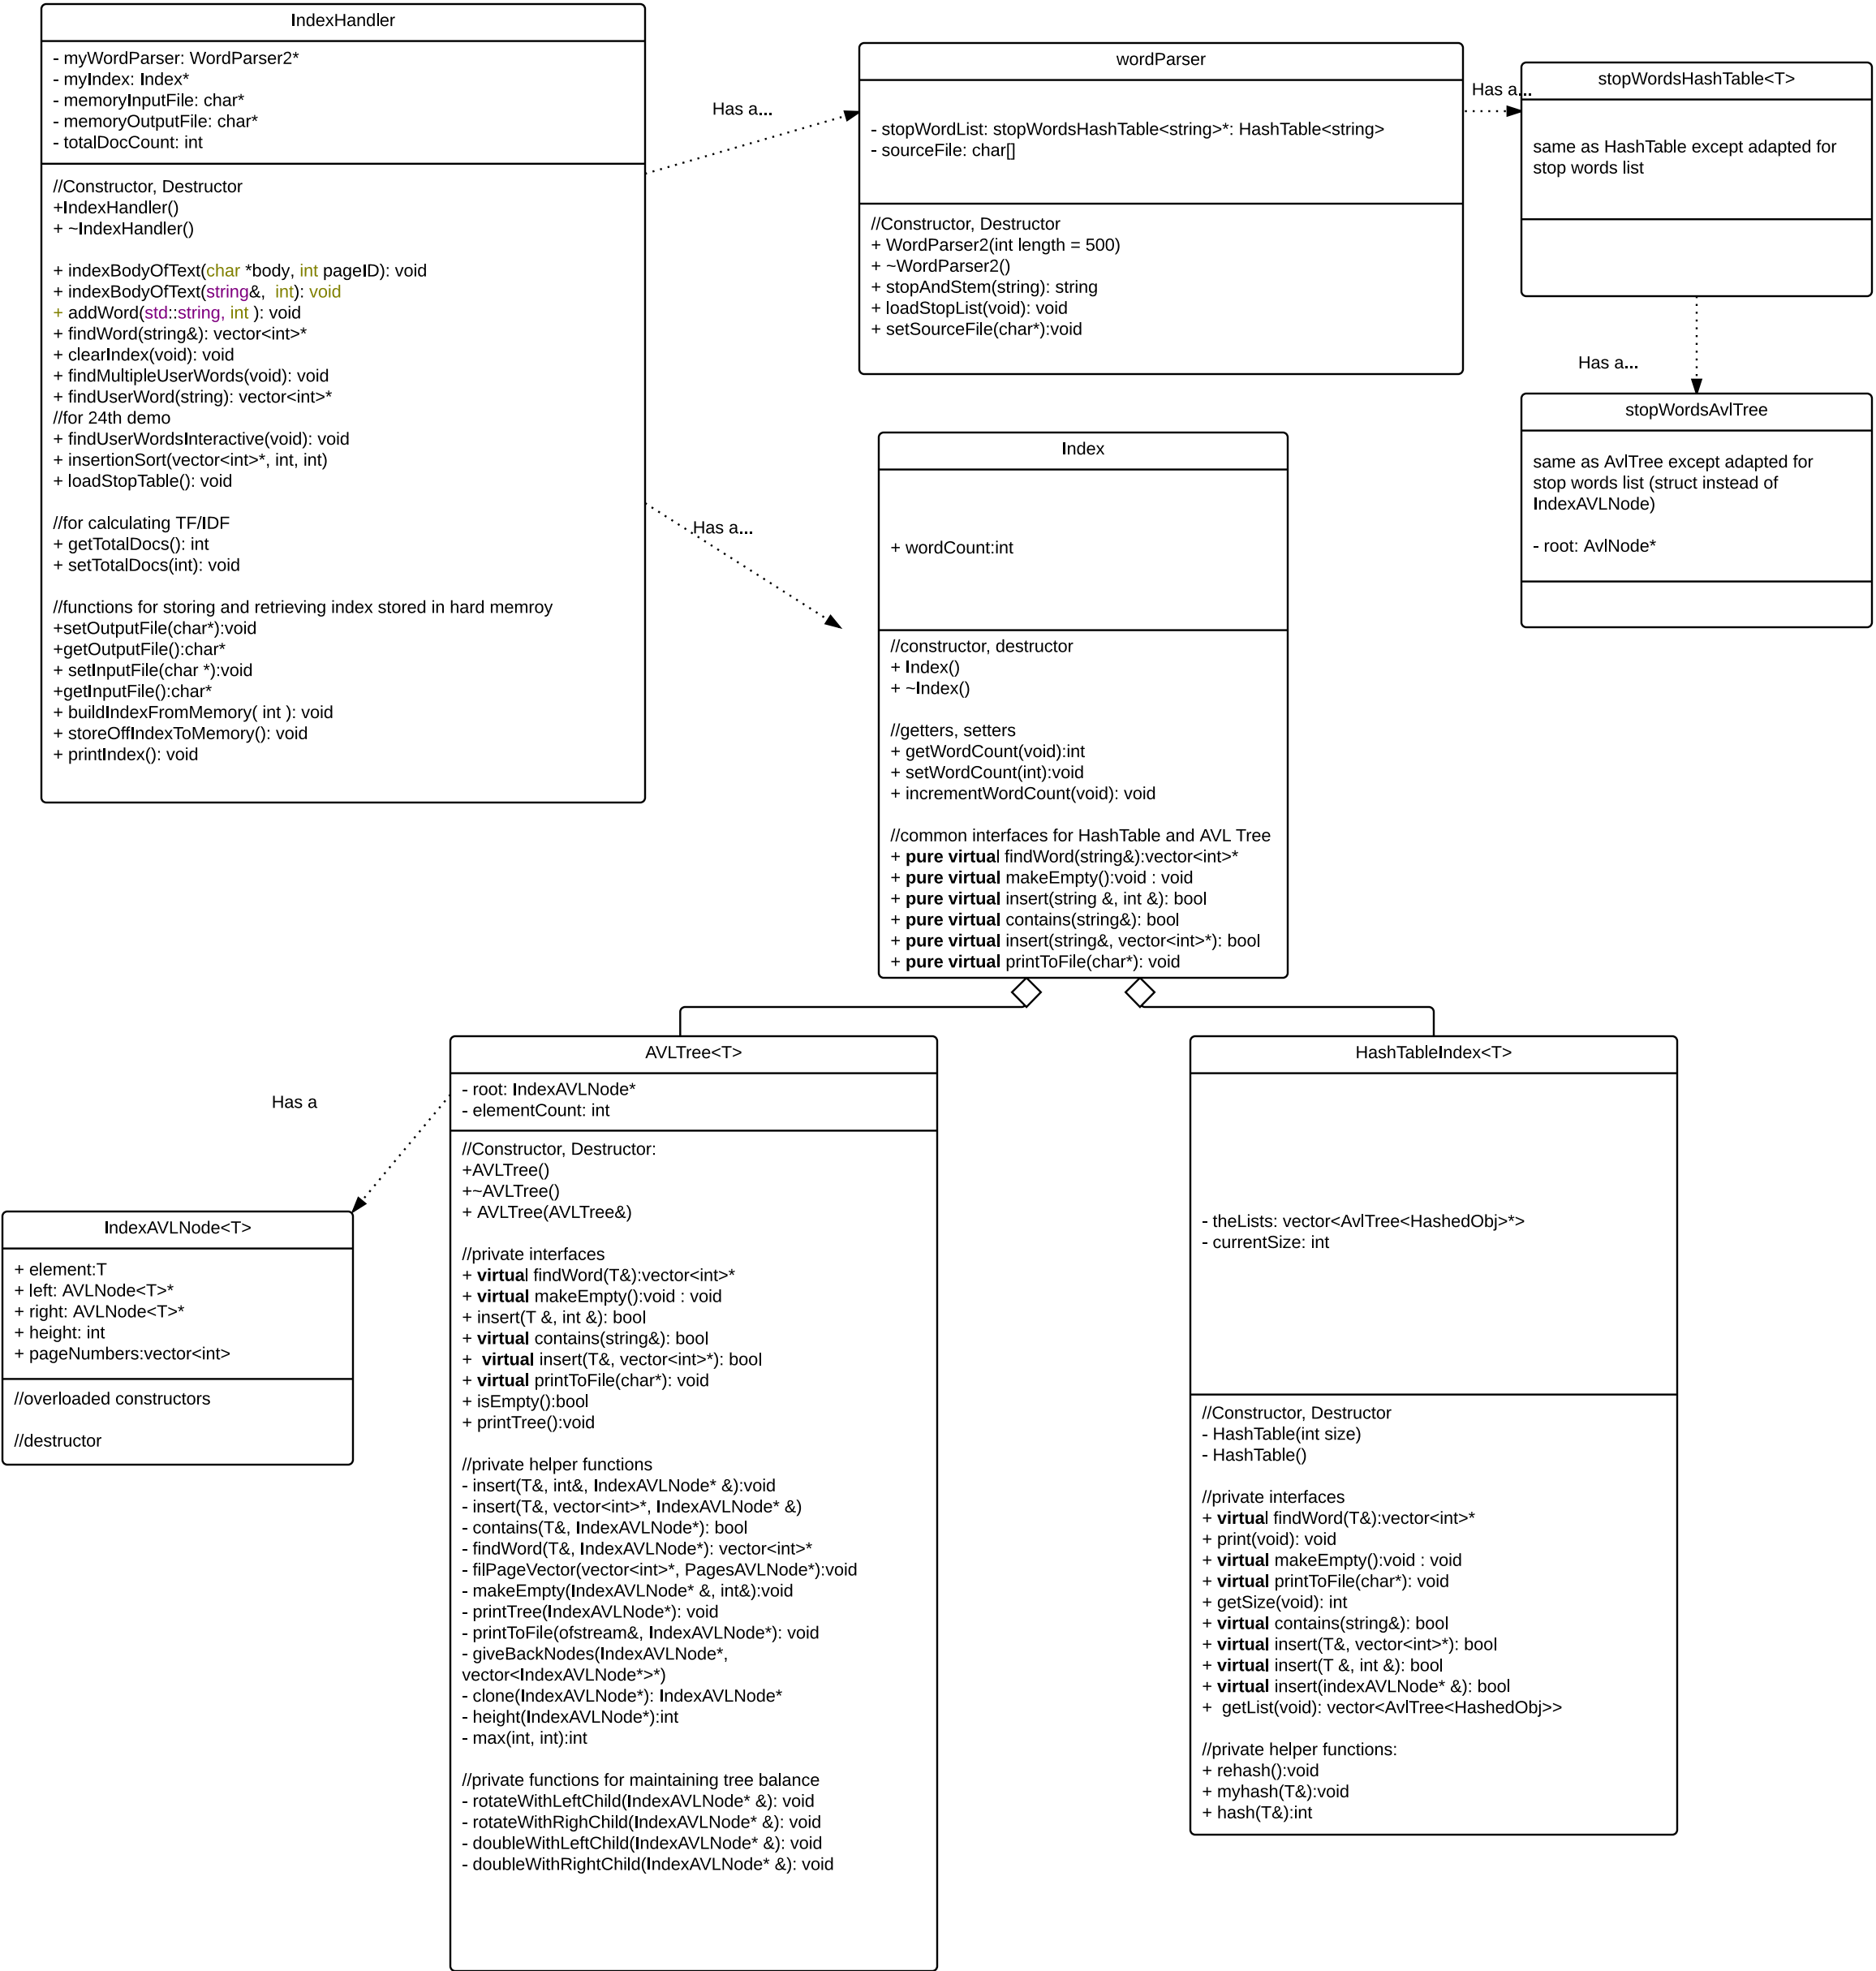 IndexHandler
- myWordParser: WordParser2*
- myIndex: Index*
- memoryInputFile: char*
- memoryOutputFile: char*
- totalDocCount: int
//Constructor, Destructor
+IndexHandler()
+ ~IndexHandler()
+ indexBodyOfText(char *body, int pageID): void
+ indexBodyOfText(string&,  int): void
+ addWord(std::string, int ): void
+ findWord(string&): vector<int>*
+ clearIndex(void): void
+ findMultipleUserWords(void): void
+ findUserWord(string): vector<int>*
//for 24th demo
+ findUserWordsInteractive(void): void
+ insertionSort(vector<int>*, int, int)
+ loadStopTable(): void
//for calculating TF/IDF
+ getTotalDocs(): int
+ setTotalDocs(int): void
//functions for storing and retrieving index stored in hard memroy
+setOutputFile(char*):void
+getOutputFile():char*
+ setInputFile(char *):void
+getInputFile():char*
+ buildIndexFromMemory( int ): void
+ storeOffIndexToMemory(): void
+ printIndex(): void
Has a...
wordParser
- stopWordList: stopWordsHashTable<string>*: HashTable<string>
- sourceFile: char[]
//Constructor, Destructor
+ WordParser2(int length = 500)
+ ~WordParser2()
+ stopAndStem(string): string
+ loadStopList(void): void
+ setSourceFile(char*):void
Has a...
stopWordsHashTable<T>
same as HashTable except adapted for
stop words list
Has a...
stopWordsAvlTree
same as AvlTree except adapted for
stop words list (struct instead of
IndexAVLNode)
- root: AvlNode*
Has a...
Index
+ wordCount:int
//constructor, destructor
+ Index()
+ ~Index()
//getters, setters
+ getWordCount(void):int
+ setWordCount(int):void
+ incrementWordCount(void): void
//common interfaces for HashTable and AVL Tree
+ pure virtual findWord(string&):vector<int>*
+ pure virtual makeEmpty():void : void
+ pure virtual insert(string &, int &): bool
+ pure virtual contains(string&): bool
+ pure virtual insert(string&, vector<int>*): bool
+ pure virtual printToFile(char*): void
Has a
IndexAVLNode<T>
+ element:T
+ left: AVLNode<T>*
+ right: AVLNode<T>*
+ height: int
+ pageNumbers:vector<int>
//overloaded constructors
//destructor
AVLTree<T>
- root: IndexAVLNode*
- elementCount: int
//Constructor, Destructor:
+AVLTree()
+~AVLTree()
+ AVLTree(AVLTree&)
//private interfaces
+ virtual findWord(T&):vector<int>*
+ virtual makeEmpty():void : void
+ insert(T &, int &): bool
+ virtual contains(string&): bool
+  virtual insert(T&, vector<int>*): bool
+ virtual printToFile(char*): void
+ isEmpty():bool
+ printTree():void
//private helper functions
- insert(T&, int&, IndexAVLNode* &):void
- insert(T&, vector<int>*, IndexAVLNode* &)
- contains(T&, IndexAVLNode*): bool
- findWord(T&, IndexAVLNode*): vector<int>*
- filPageVector(vector<int>*, PagesAVLNode*):void
- makeEmpty(IndexAVLNode* &, int&):void
- printTree(IndexAVLNode*): void
- printToFile(ofstream&, IndexAVLNode*): void
- giveBackNodes(IndexAVLNode*,
vector<IndexAVLNode*>*)
- clone(IndexAVLNode*): IndexAVLNode*
- height(IndexAVLNode*):int
- max(int, int):int
//private functions for maintaining tree balance
- rotateWithLeftChild(IndexAVLNode* &): void
- rotateWithRighChild(IndexAVLNode* &): void
- doubleWithLeftChild(IndexAVLNode* &): void
- doubleWithRightChild(IndexAVLNode* &): void
HashTableIndex<T>
- theLists: vector<AvlTree<HashedObj>*>
- currentSize: int
//Constructor, Destructor
- HashTable(int size)
- HashTable()
//private interfaces
+ virtual findWord(T&):vector<int>*
+ print(void): void
+ virtual makeEmpty():void : void
+ virtual printToFile(char*): void
+ getSize(void): int
+ virtual contains(string&): bool
+ virtual insert(T&, vector<int>*): bool
+ virtual insert(T &, int &): bool
+ virtual insert(indexAVLNode* &): bool
+  getList(void): vector<AvlTree<HashedObj>>
//private helper functions:
+ rehash():void
+ myhash(T&):void
+ hash(T&):int